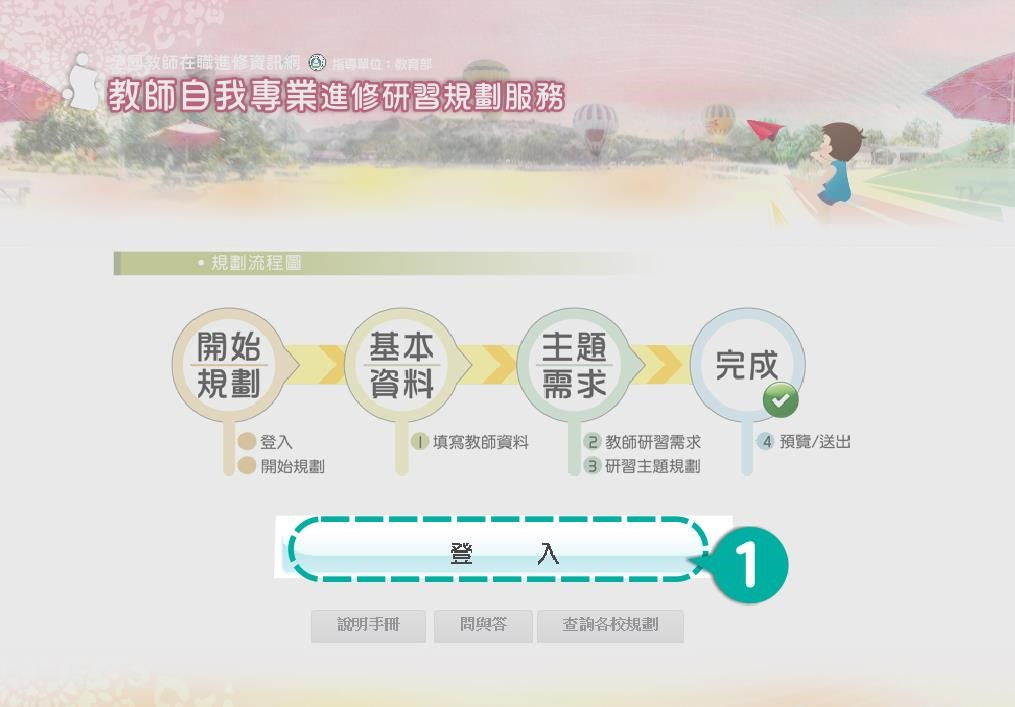 全國教師在職進修資訊網 指導單位：教育部
教師自我專業進修研習規劃服務
• 規劃流程圖
開始
規劃
基本
資料
主題
需求
完成
登入
開始規劃
1 填寫教師資料
2 教師研習需求
3 研習主題規劃
4 預覽/送出
登 入
1
說明手冊
問與答
查詢各校規劃